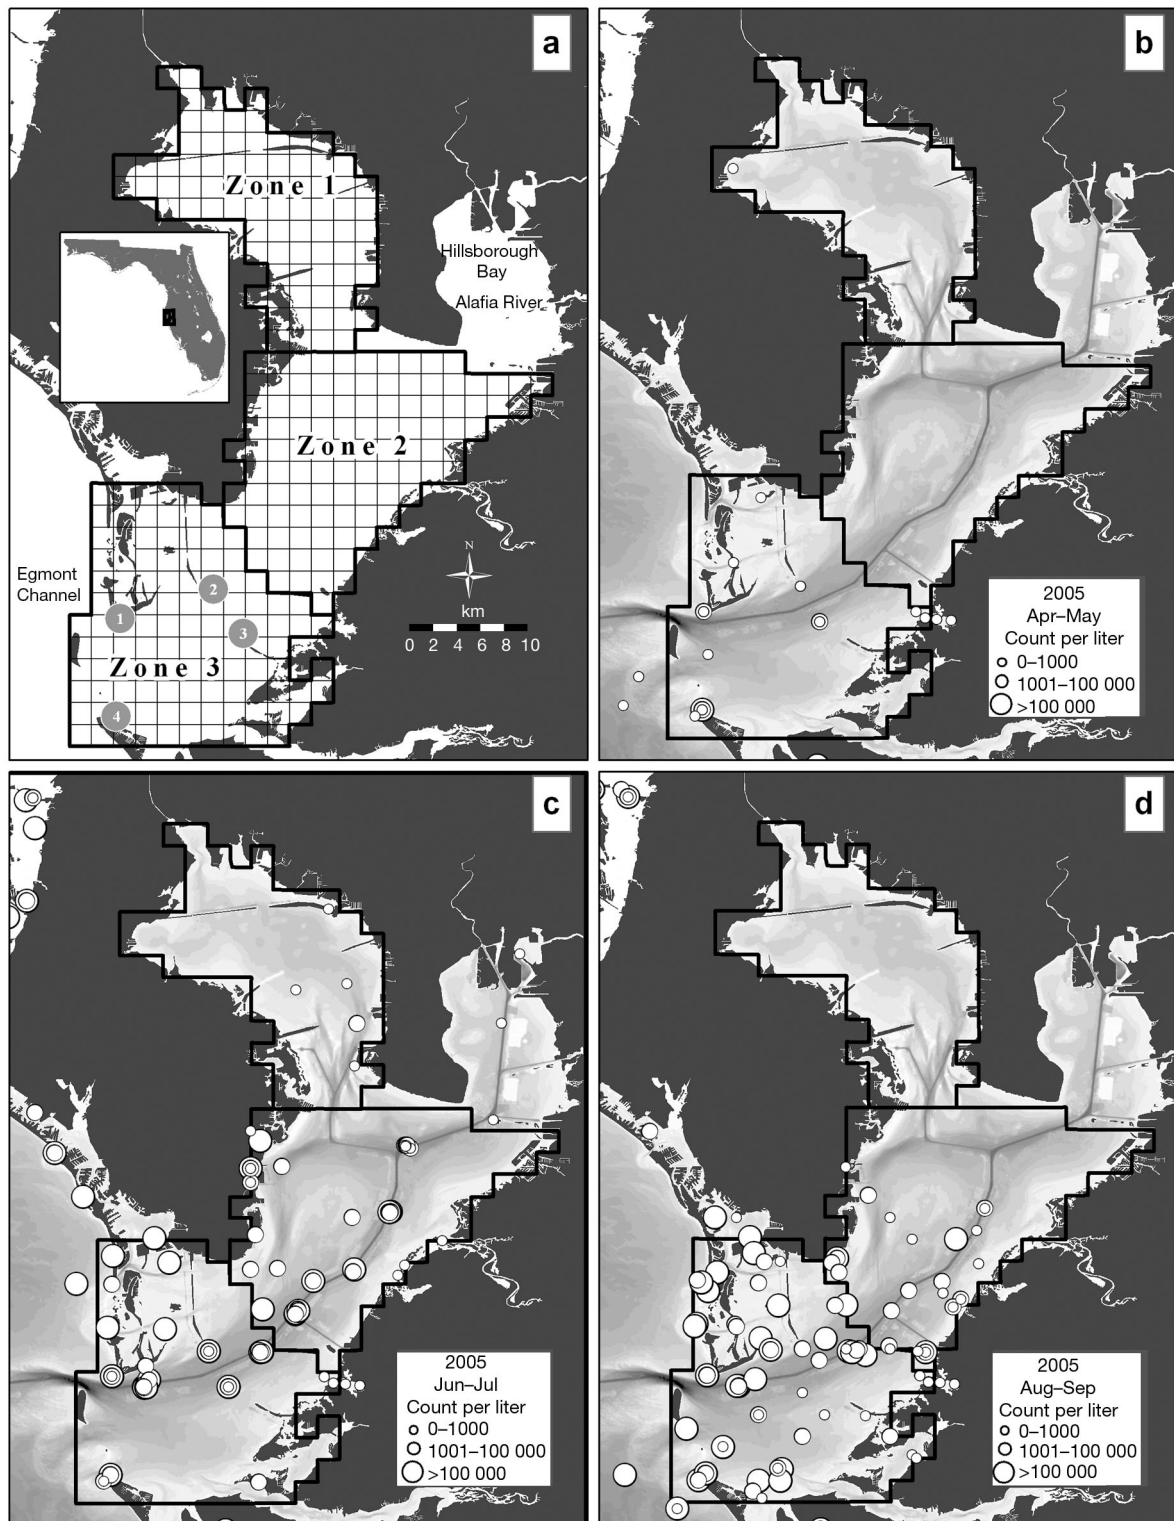 a
Zone 1
Hillsborough
Bay
Alafia River
Zone 2
Egmont
Channel
N
km
0 2 4 6 8 10
1
2
3
4
Zone 3
b
2005
Apr–May
Count per liter
0–1000
1001–100 000
>100 000
c
2005
Jun–Jul
Count per liter
0–1000
1001–100 000
>100 000
d
2005
Aug–Sep
Count per liter
0–1000
1001–100 000
>100 000